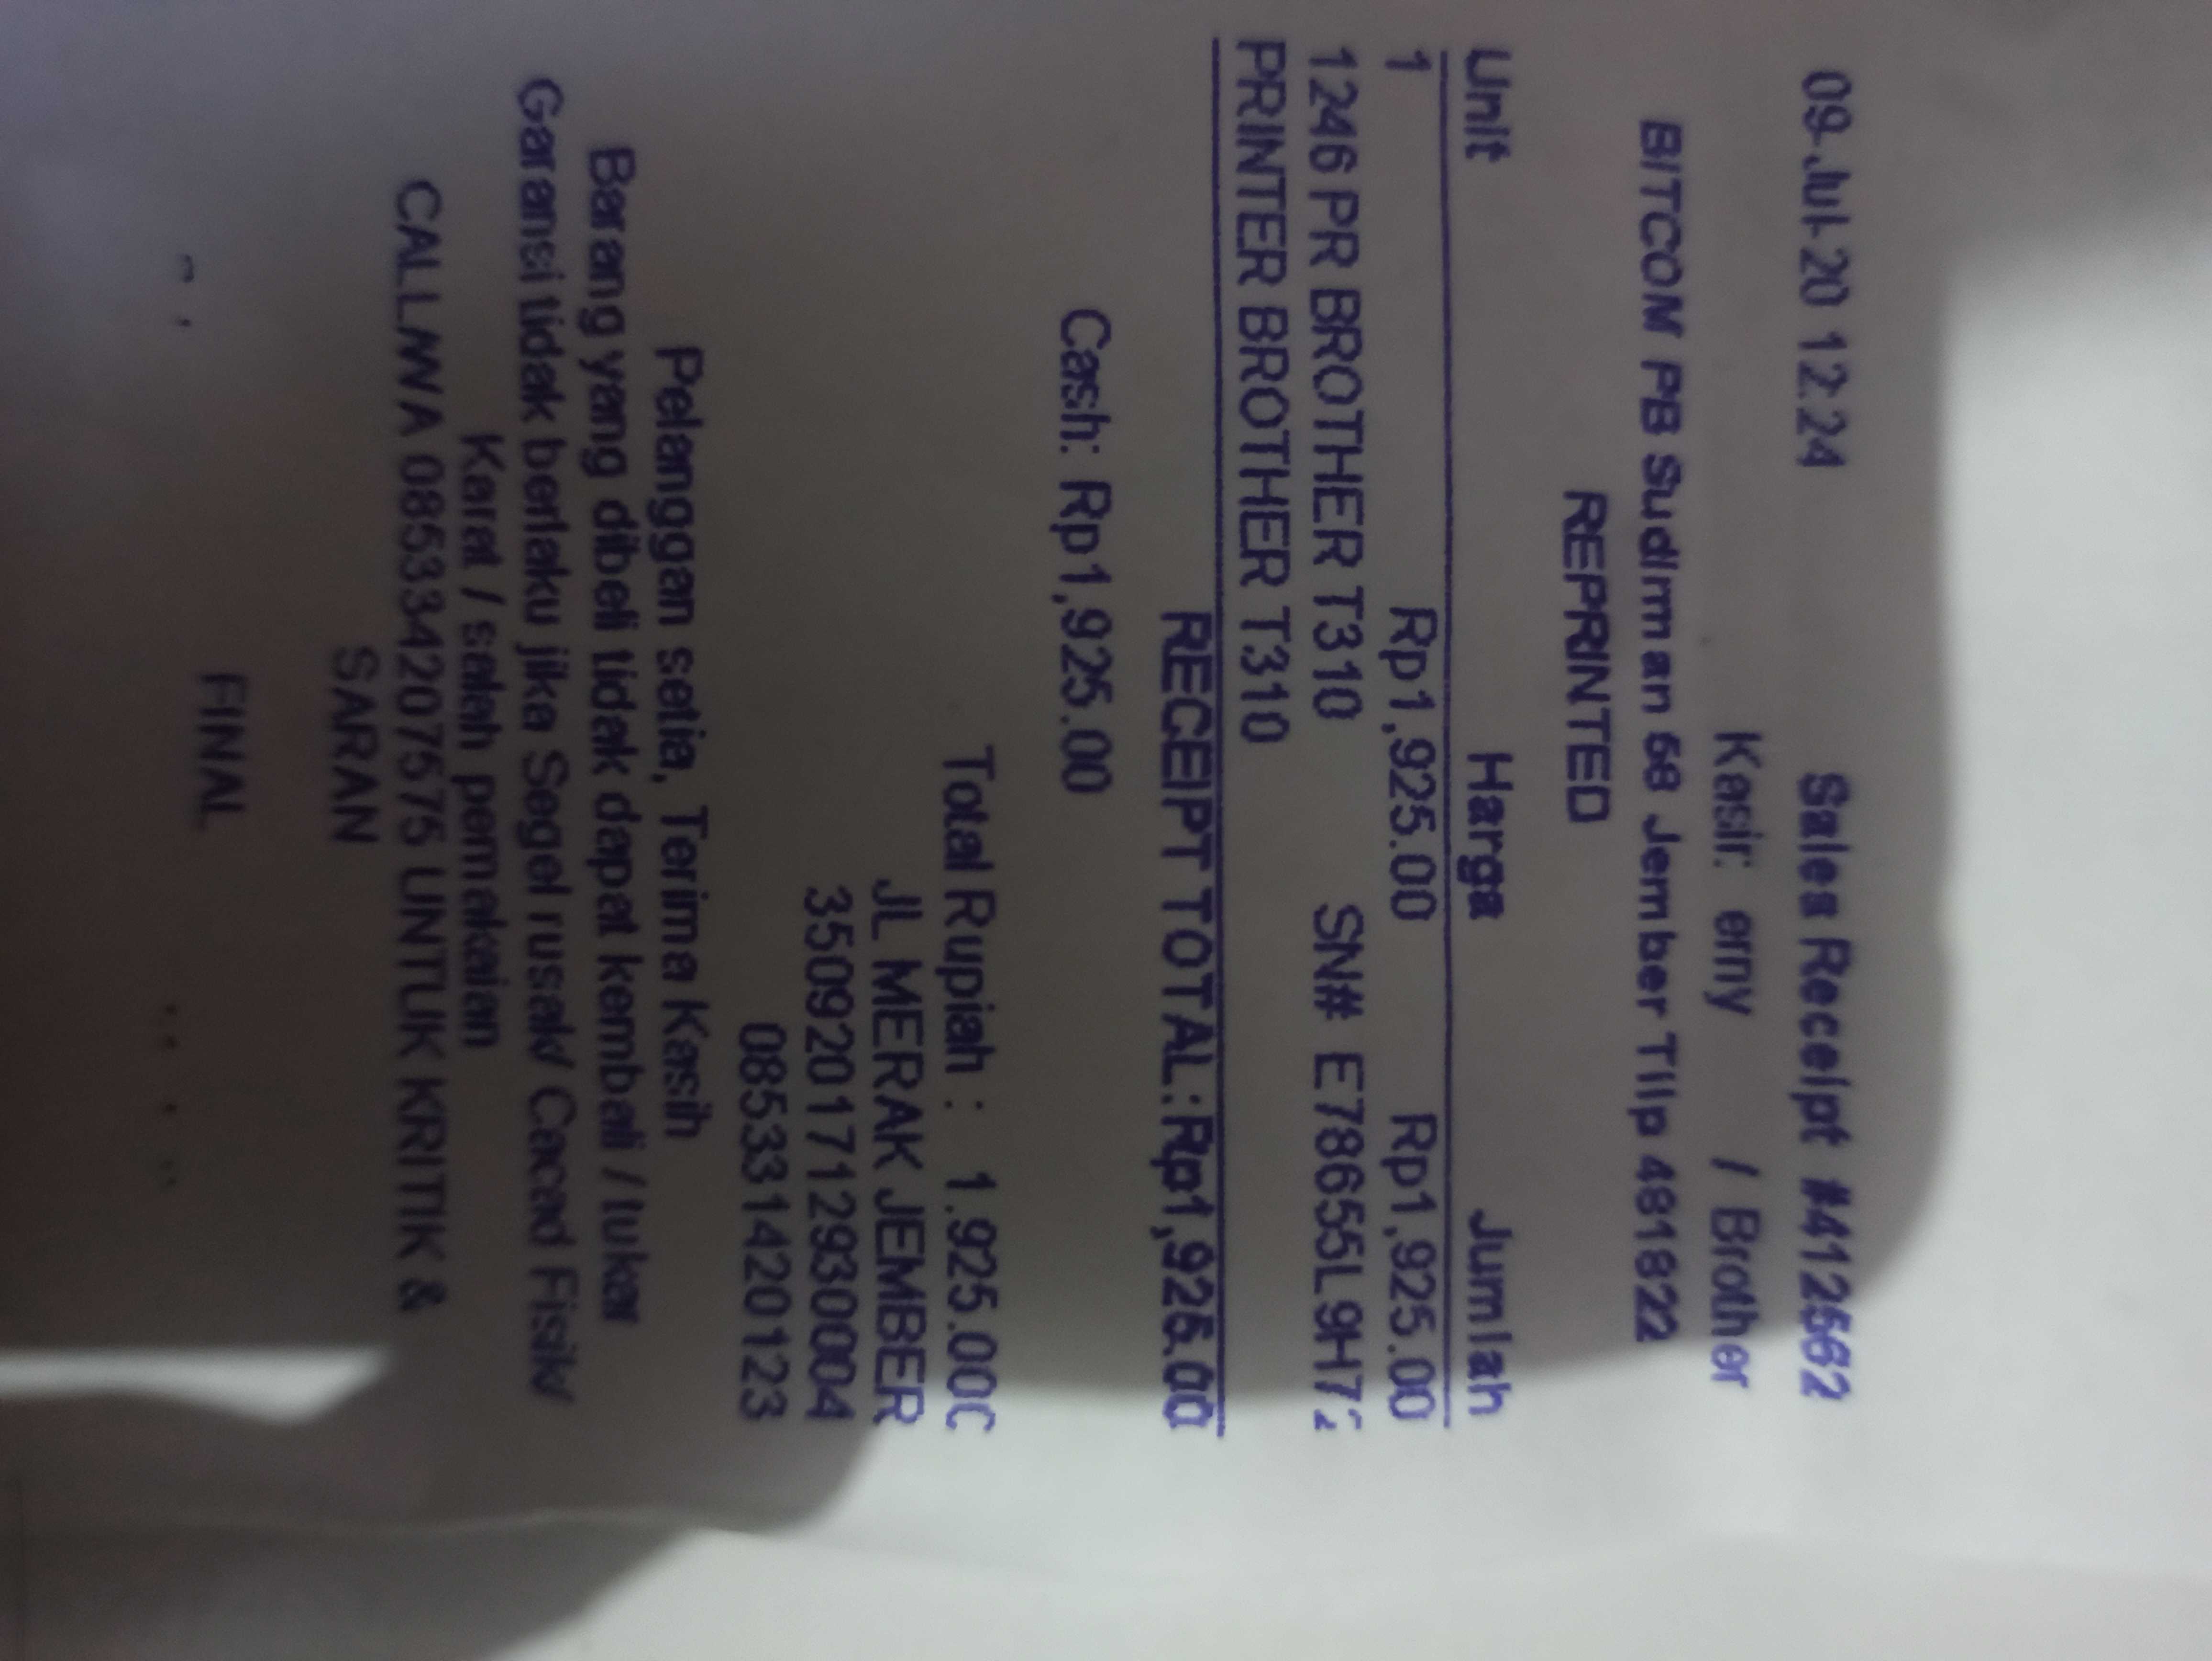 09-Jul-20 12:24 Sales Receipt #412562
Kasir: erny / Brother
BITCOM PB Sudirman 58 Jember Tllp 481822
REPRINTED
Unit Harga Jumlah
1 Rp1,925.00 Rp1,925.00
1246 PR BROTHER T310 SN# E78655L9H72
PRINTER BROTHER T310
RECEIPT TOTAL: Rp1,925.00
Cash: Rp1,925.00
Total Rupiah : 1.925.000
JL MERAK JEMBER
3509201712930004
085331420123
Pelanggan setia, Terima Kasih
Barang yang dibeli tidak dapat kembali / tukar
Garansi tidak berlaku jika Segel rusak/ Cacad Fisik/
Karat / salah pemakaian
CALL/WA 085334207575 UNTUK KRITIK &
SARAN
FINAL